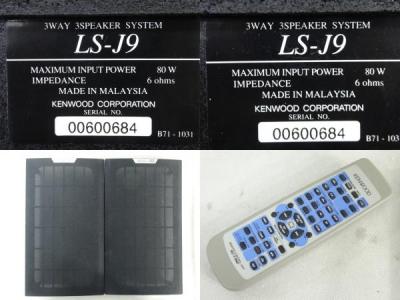 3WAY 3SPEAKER SYSTEM
LS-J9
MAXIMUM INPUT POWER 80 W
IMPEDANCE 6 ohms
MADE IN MALAYSIA
KENWOOD CORPORATION
SERIAL NO.
00600684
B71 - 1031
3WAY 3SPEAKER SYSTEM
LS-J9
MAXIMUM INPUT POWER 80 W
IMPEDANCE 6 ohms
MADE IN MALAYSIA
KENWOOD CORPORATION
SERIAL NO.
00600684
B71 - 1031
KENWOOD